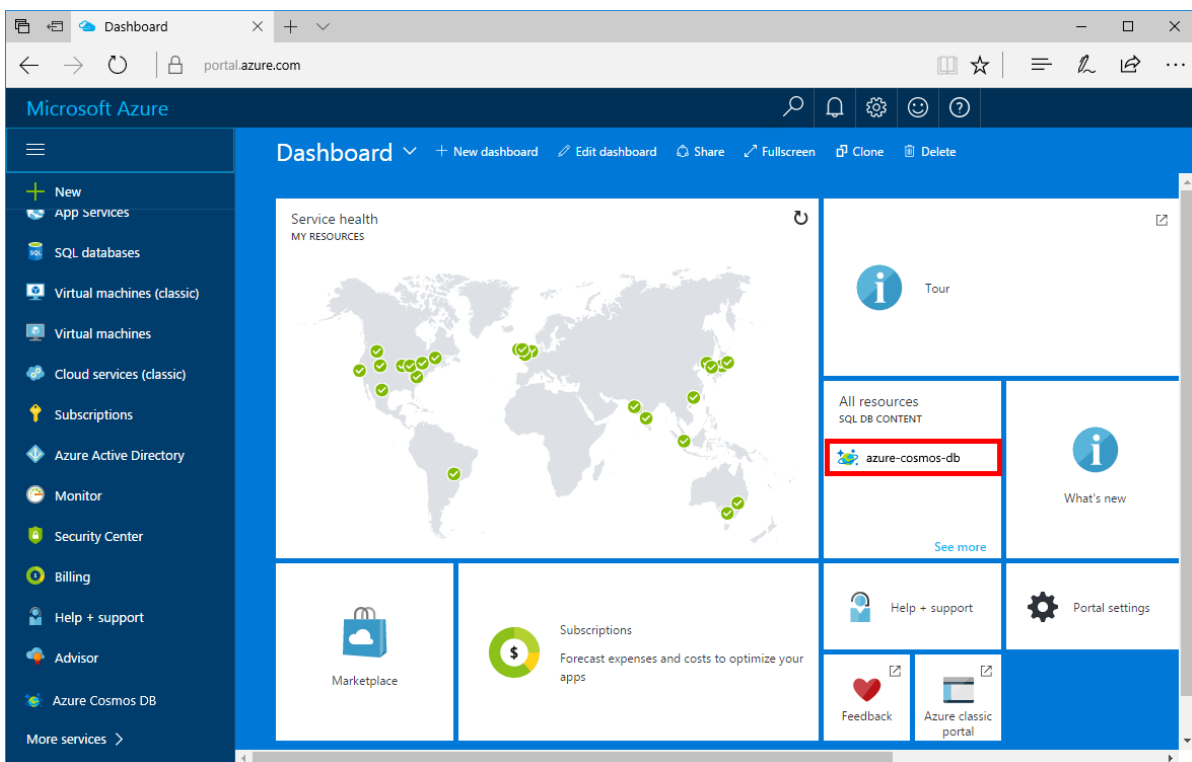 Dashboard
portal.azure.com
Microsoft Azure
Dashboard
New dashboard
Edit dashboard
Share
Fullscreen
Clone
Delete
New
App Services
SQL databases
Virtual machines (classic)
Virtual machines
Cloud services (classic)
Subscriptions
Azure Active Directory
Monitor
Security Center
Billing
Help + support
Advisor
Azure Cosmos DB
More services
Service health
MY RESOURCES
Tour
All resources
SQL DB CONTENT
azure-cosmos-db
See more
What's new
Marketplace
$
Subscriptions
Forecast expenses and costs to optimize your
apps
Help + support
Portal settings
Feedback
Azure classic
portal